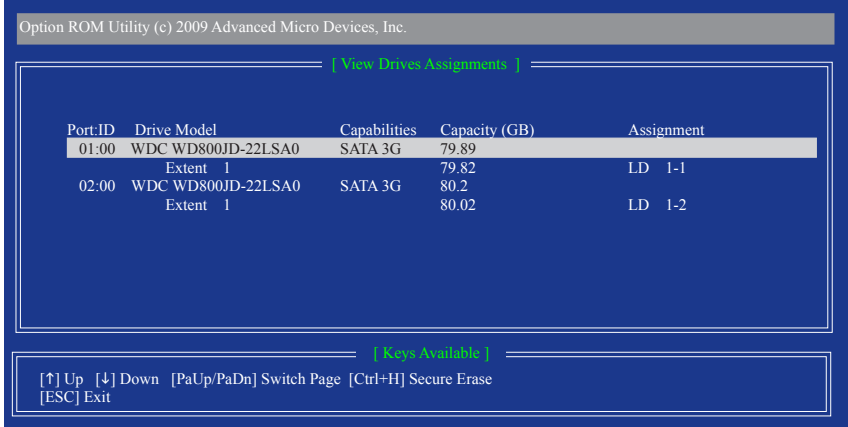 Option ROM Utility (c) 2009 Advanced Micro Devices, Inc.
[ View Drives Assignments ]
Port:ID Drive Model Capabilities Capacity (GB) Assignment
01:00 WDC WD800JD-22LSA0 SATA 3G 79.89
Extent 1 79.82 LD 1-1
02:00 WDC WD800JD-22LSA0 SATA 3G 80.2
Extent 1 80.02 LD 1-2
[ Keys Available ]
[↑] Up [↓] Down [PaUp/PaDn] Switch Page [Ctrl+H] Secure Erase
[ESC] Exit